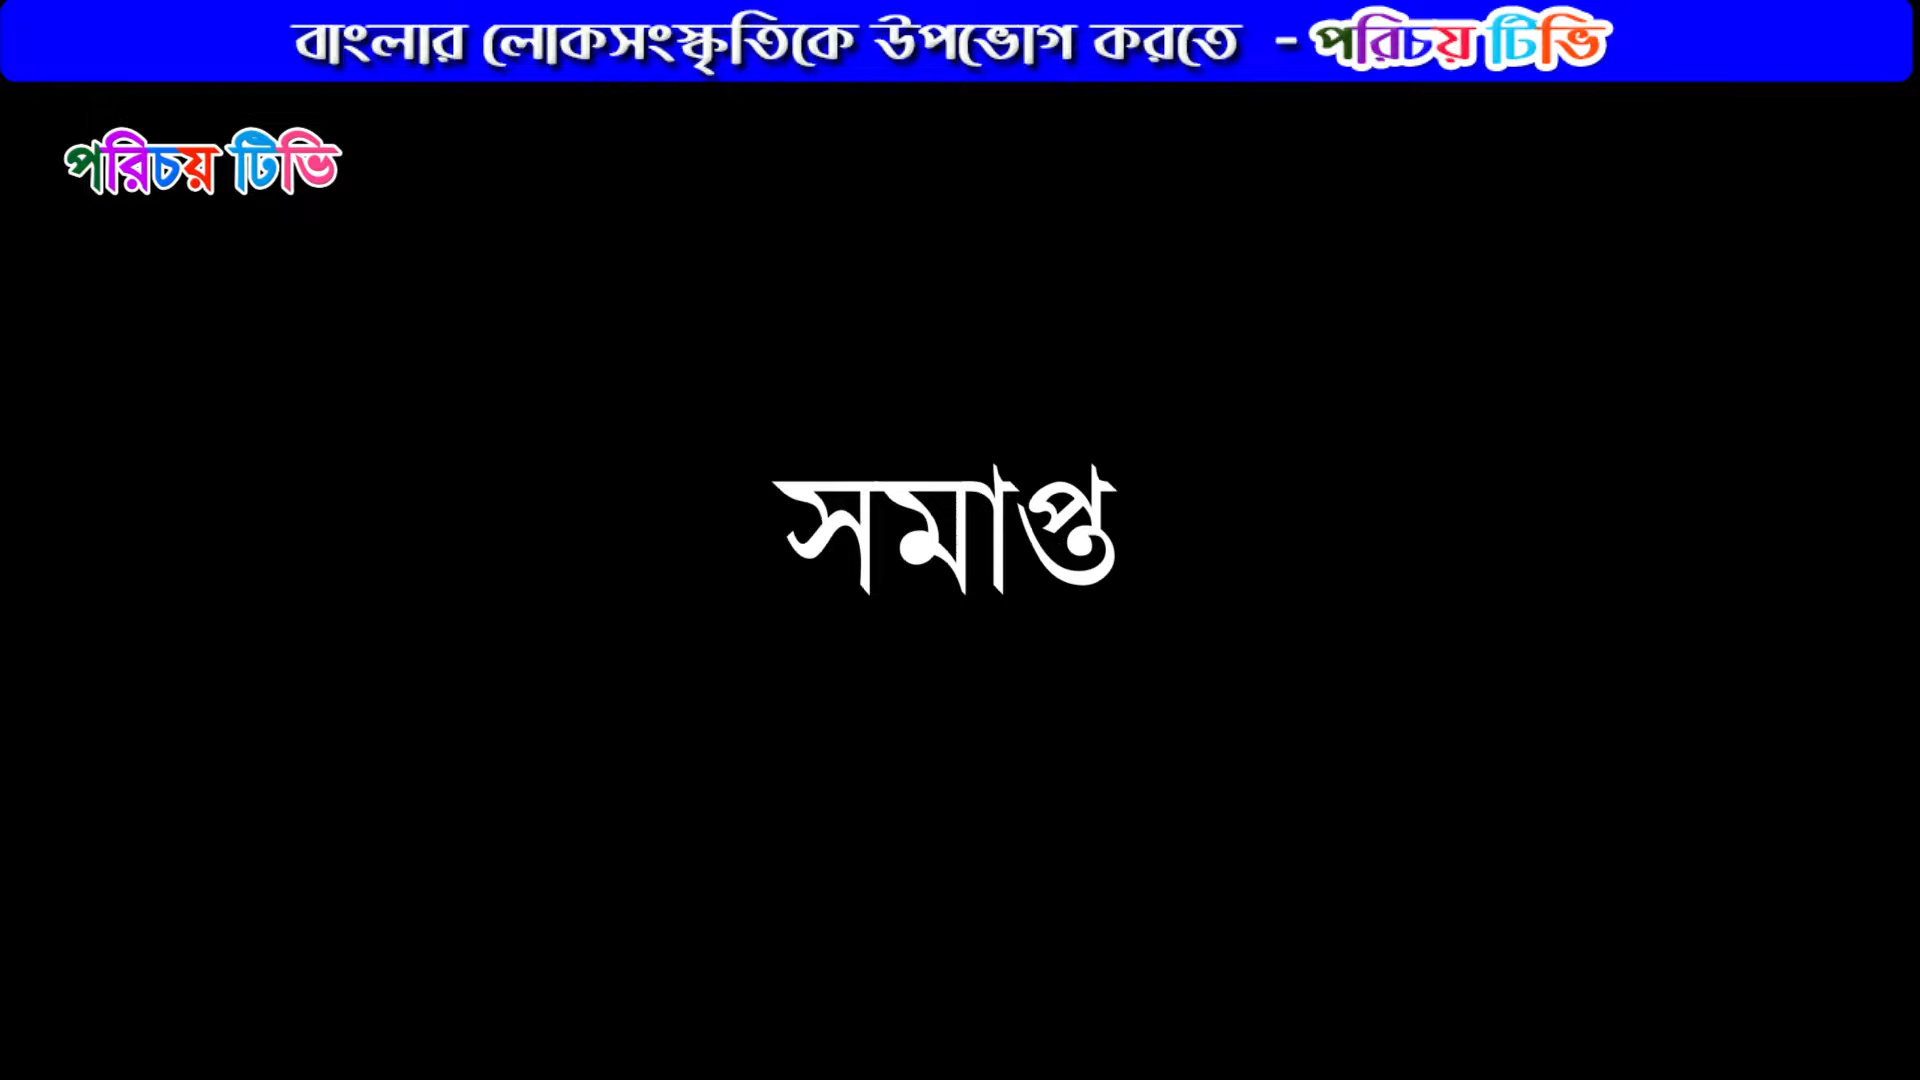 বাংলার লোকসংস্কৃতিকে উপভোগ করতে - পরিচয় টিভি
পরিচয় টিভি
সমাপ্ত